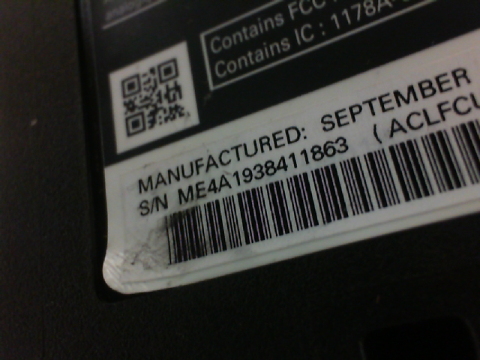 Contains FCC
Contains IC : 1178A-
MANUFACTURED: SEPTEMBER
S/N ME4A1938411863 (ACLFCU